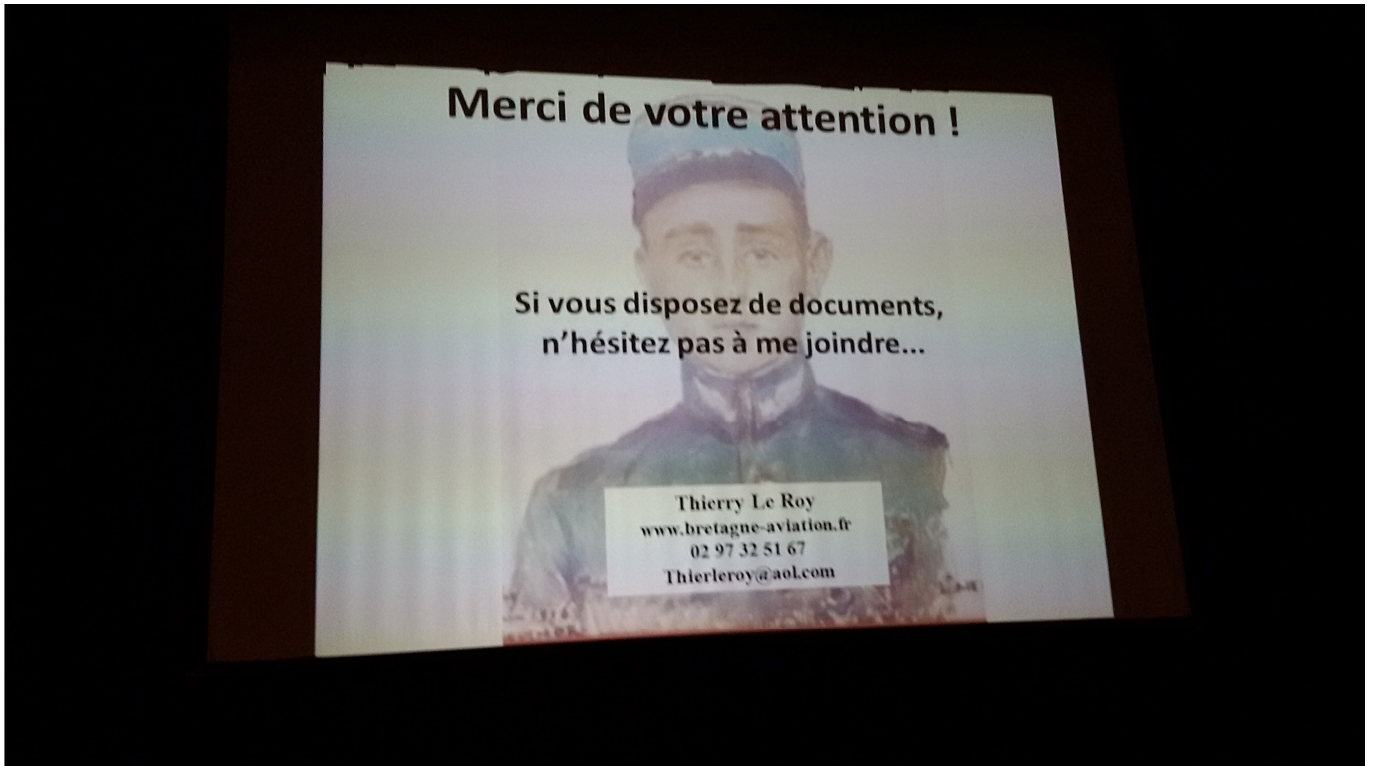 Merci de votre attention !
Si vous disposez de documents,
n’hésitez pas à me joindre...
Thierry Le Roy
www.bretagne-aviation.fr
02 97 32 51 67
Thierleroy@aol.com